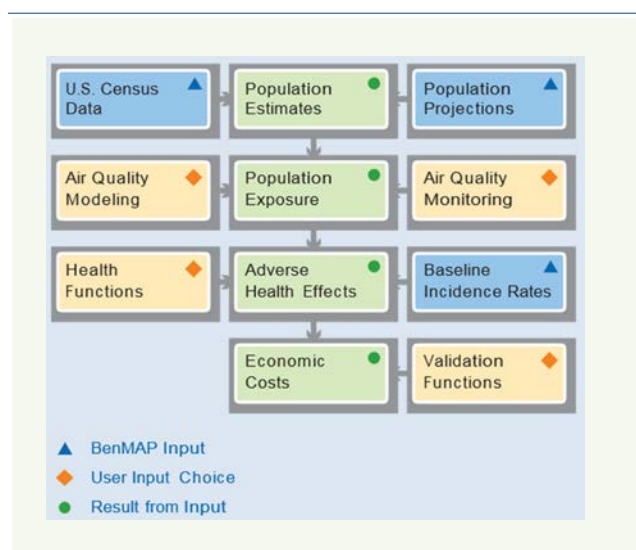 U.S. Census
Data
Population
Estimates
Population
Projections
Air Quality
Modeling
Population
Exposure
Air Quality
Monitoring
Health
Functions
Adverse
Health Effects
Baseline
Incidence Rates
Economic
Costs
Validation
Functions
BenMAP Input
User Input Choice
Result from Input